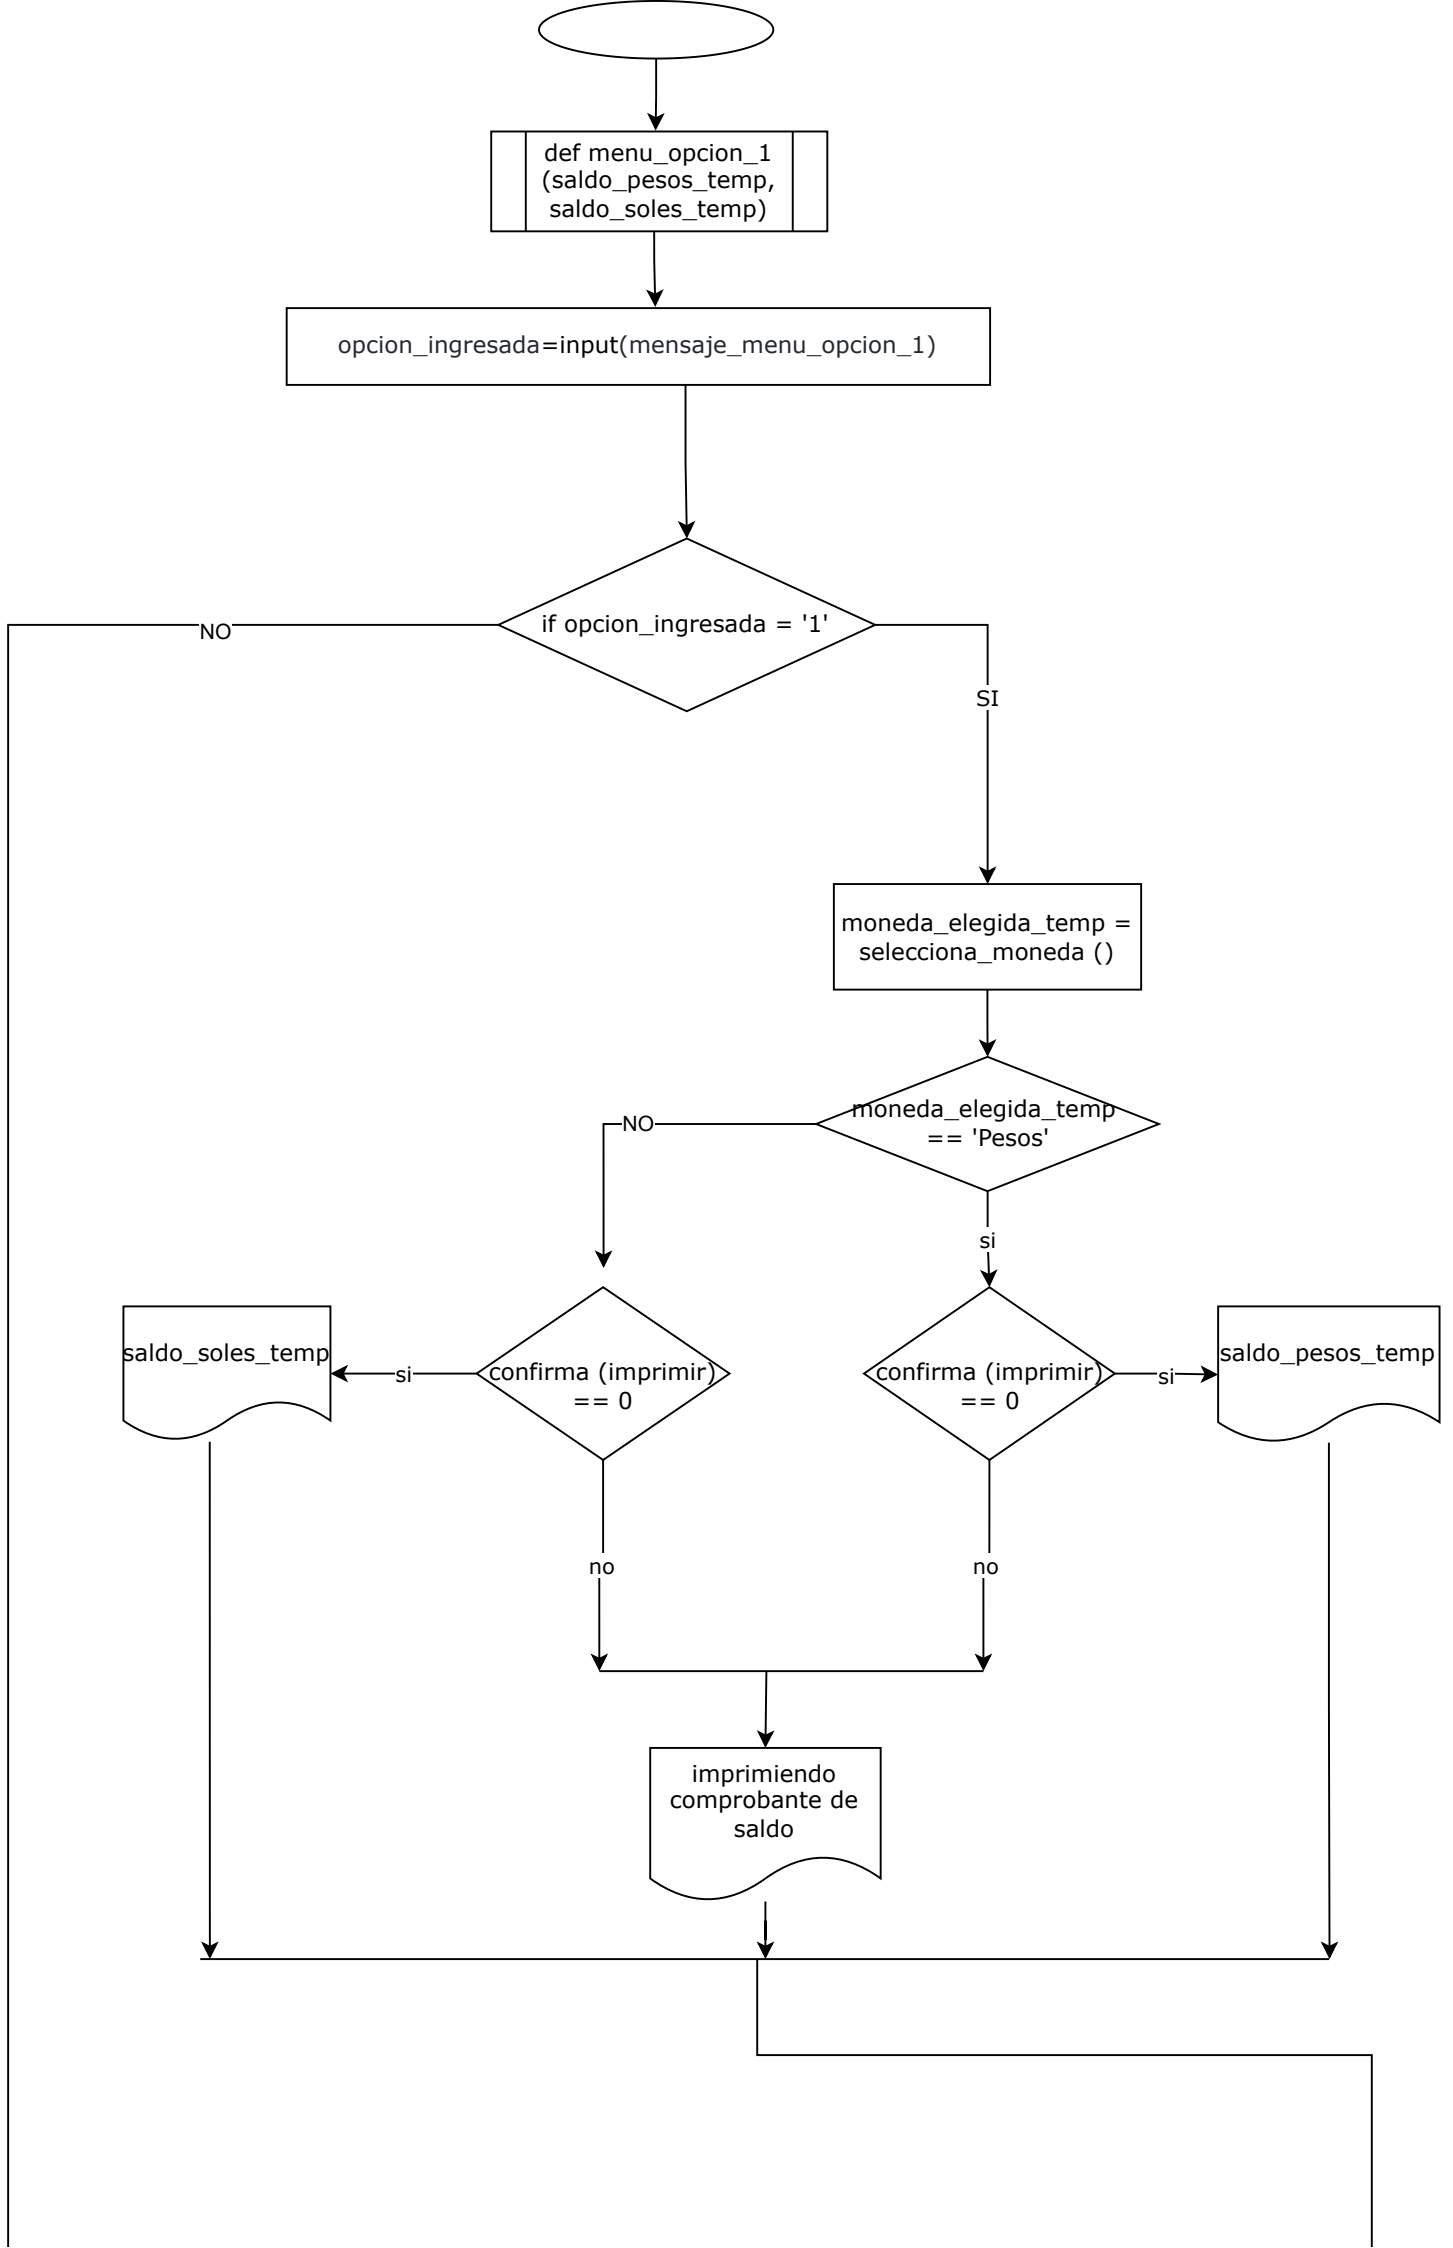 def menu_opcion_1
(saldo_pesos_temp,
saldo_soles_temp)
opcion_ingresada=input(mensaje_menu_opcion_1)
if opcion_ingresada = '1'
NO
SI
moneda_elegida_temp =
selecciona_moneda ()
moneda_elegida_temp
== 'Pesos'
NO
si
saldo_soles_temp
si
confirma (imprimir)
== 0
confirma (imprimir)
== 0
si
saldo_pesos_temp
no
no
imprimiendo
comprobante de
saldo